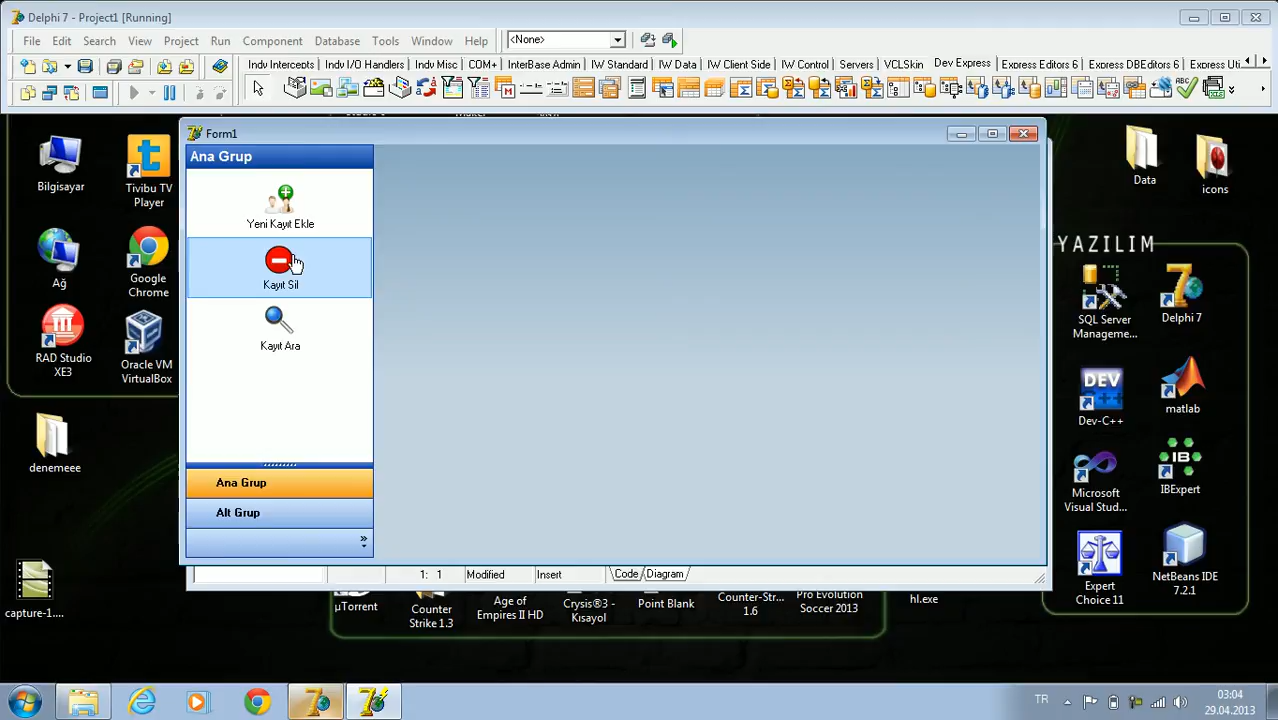 Delphi 7 - Project1 [Running]
File Edit Search View Project Run Component Database Tools Window Help
<None>
Indy Intercepts Indy I/O Handlers Indy Misc COM+ InterBase Admin IW Standard IW Data IW Client Side IW Control Servers VCLSkin Dev Express Express Editors 6 Express DBEditors 6 Express Uti
Form1
Ana Grup
Yeni Kayıt Ekle
Kayıt Sil
Kayıt Ara
Ana Grup
Alt Grup
1: 1 Modified Insert Code Diagram
Bilgisayar
Tivibu TV
Player
Ağ
Google
Chrome
RAD Studio
XE3
Oracle VM
VirtualBox
denemeee
capture-1....
µTorrent
Counter
Strike 1.3
Age of
Empires II HD
Crysis®3 -
Kısayol
Point Blank
Counter-Str...
1.6
Pro Evolution
Soccer 2013
hl.exe
Data
icons
YAZILIM
SQL Server
Manageme...
Delphi 7
DEV
Dev-C++
matlab
Microsoft
Visual Stud...
IB
IBExpert
Expert
Choice 11
NetBeans IDE
7.2.1
TR
03:04
29.04.2013